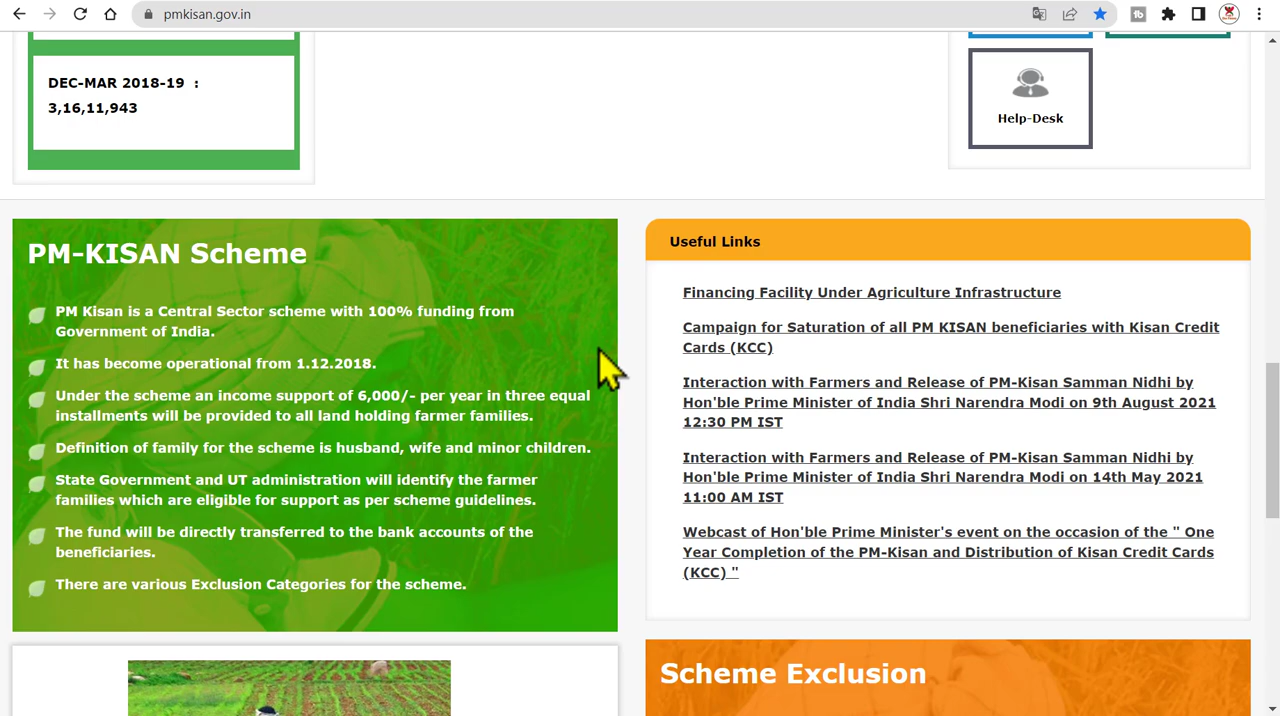 pmkisan.gov.in
DEC-MAR 2018-19 :
3,16,11,943
Help-Desk
PM-KISAN Scheme
PM Kisan is a Central Sector scheme with 100% funding from
Government of India.
It has become operational from 1.12.2018.
Under the scheme an income support of 6,000/- per year in three equal
installments will be provided to all land holding farmer families.
Definition of family for the scheme is husband, wife and minor children.
State Government and UT administration will identify the farmer
families which are eligible for support as per scheme guidelines.
The fund will be directly transferred to the bank accounts of the
beneficiaries.
There are various Exclusion Categories for the scheme.
Useful Links
Financing Facility Under Agriculture Infrastructure
Campaign for Saturation of all PM KISAN beneficiaries with Kisan Credit
Cards (KCC)
Interaction with Farmers and Release of PM-Kisan Samman Nidhi by
Hon'ble Prime Minister of India Shri Narendra Modi on 9th August 2021
12:30 PM IST
Interaction with Farmers and Release of PM-Kisan Samman Nidhi by
Hon'ble Prime Minister of India Shri Narendra Modi on 14th May 2021
11:00 AM IST
Webcast of Hon'ble Prime Minister's event on the occasion of the " One
Year Completion of the PM-Kisan and Distribution of Kisan Credit Cards
(KCC) "
Scheme Exclusion